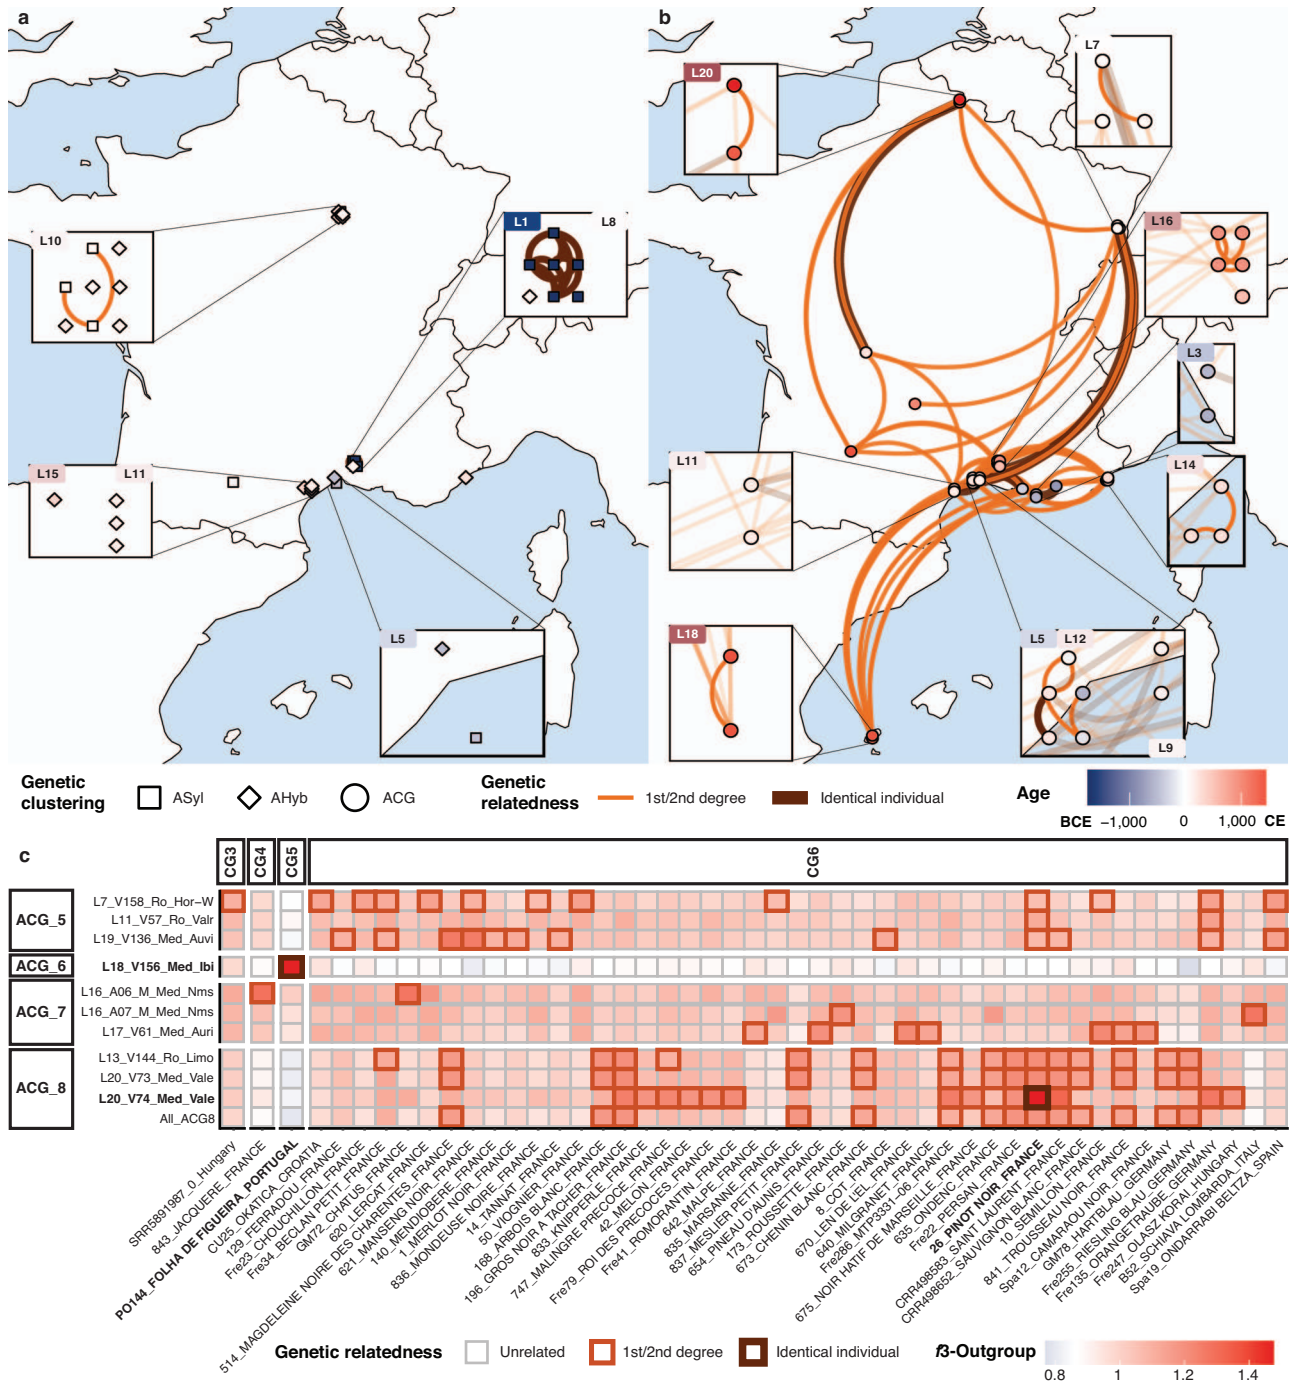 a
b
L10
L1
L8
L15
L11
L5
L20
L7
L16
L3
L11
L14
L18
L5
L12
L9
Genetic clustering
ASyl
AHyb
ACG
Genetic relatedness
1st/2nd degree
Identical individual
Age
BCE −1,000 0 1,000 CE
c
CG3
CG4
CG5
CG6
ACG_5
L7_V158_Ro_Hor−W
L11_V57_Ro_Valr
L19_V136_Med_Auvi
ACG_6
L18_V156_Med_Ibi
ACG_7
L16_A06_M_Med_Nms
L16_A07_M_Med_Nms
L17_V61_Med_Auri
ACG_8
L13_V144_Ro_Limo
L20_V73_Med_Vale
L20_V74_Med_Vale
All_ACG8
SRR5891987_0_Hungary
843_JACQUERE_FRANCE
PO144_FOLHA DE FIGUEIRA_PORTUGAL
CU25_OKATICA_CROATIA
129_FERRADOU_FRANCE
Fre23_CHOUCHILLON_FRANCE
Fre34_BECLAN PETIT_FRANCE
GM72_CHATUS_FRANCE
620_LERCAT_FRANCE
514_MAGDELEINE NOIRE DES CHARENTES_FRANCE
621_MANSENG NOIR_FRANCE
140_MANDOBERE_FRANCE
1_MERLOT NOIR_FRANCE
836_MONDEUSE NOIRE_FRANCE
14_TANNAT_FRANCE
50_VIOGNIER_FRANCE
168_ARBOIS BLANC_FRANCE
196_GROS NOIR A TACHER_FRANCE
833_KNIPPERLE_FRANCE
747_MALINGRE PRECOCE_FRANCE
42_MELON_FRANCE
Fre79_ROI DES PRECOCES_FRANCE
Fre41_ROMORANTIN_FRANCE
642_MALPE_FRANCE
835_MARSANNE_FRANCE
837_MESLIER PETIT_FRANCE
654_PINEAU D'AUNIS_FRANCE
173_ROUSSETTE_FRANCE
673_CHENIN BLANC_FRANCE
8_COT_FRANCE
670_LEN DE L'EL_FRANCE
640_MILGRANET_FRANCE
Fre286_MTP3331−06_FRANCE
675_NOIR HATIF DE MARSEILLE_FRANCE
635_ONDENC_FRANCE
Fre22_PERSAN_FRANCE
26_PINOT NOIR_FRANCE
CRR498583_SAINT LAURENT_FRANCE
CRR498652_SAUVIGNON BLANC_FRANCE
10_SEMILLON_FRANCE
841_TROUSSEAU NOIR_FRANCE
Spa12_CAMARAOU NOIR_FRANCE
GM78_HARTBLAU_GERMANY
Fre255_RIESLING BLAU_GERMANY
Fre135_ORANGETRAUBE_GERMANY
Fre247_OLASZ KORAI_HUNGARY
B52_SCHIAVA LOMBARDA_ITALY
Spa19_ONDARRABI BELTZA_SPAIN
Genetic relatedness
Unrelated
1st/2nd degree
Identical individual
f3-Outgroup
0.8 1 1.2 1.4